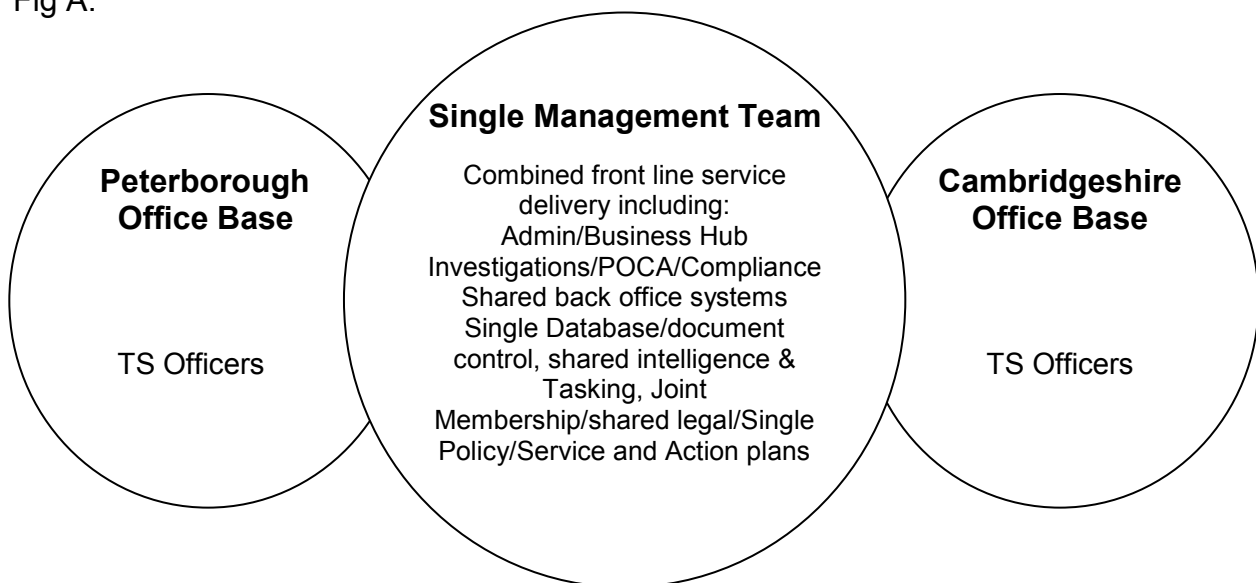 Fig A.
Single Management Team
Peterborough
Office Base
TS Officers
Combined front line service
delivery including:
Admin/Business Hub
Investigations/POCA/Compliance
Shared back office systems
Single Database/document
control, shared intelligence &
Tasking, Joint
Membership/shared legal/Single
Policy/Service and Action plans
Cambridgeshire
Office Base
TS Officers